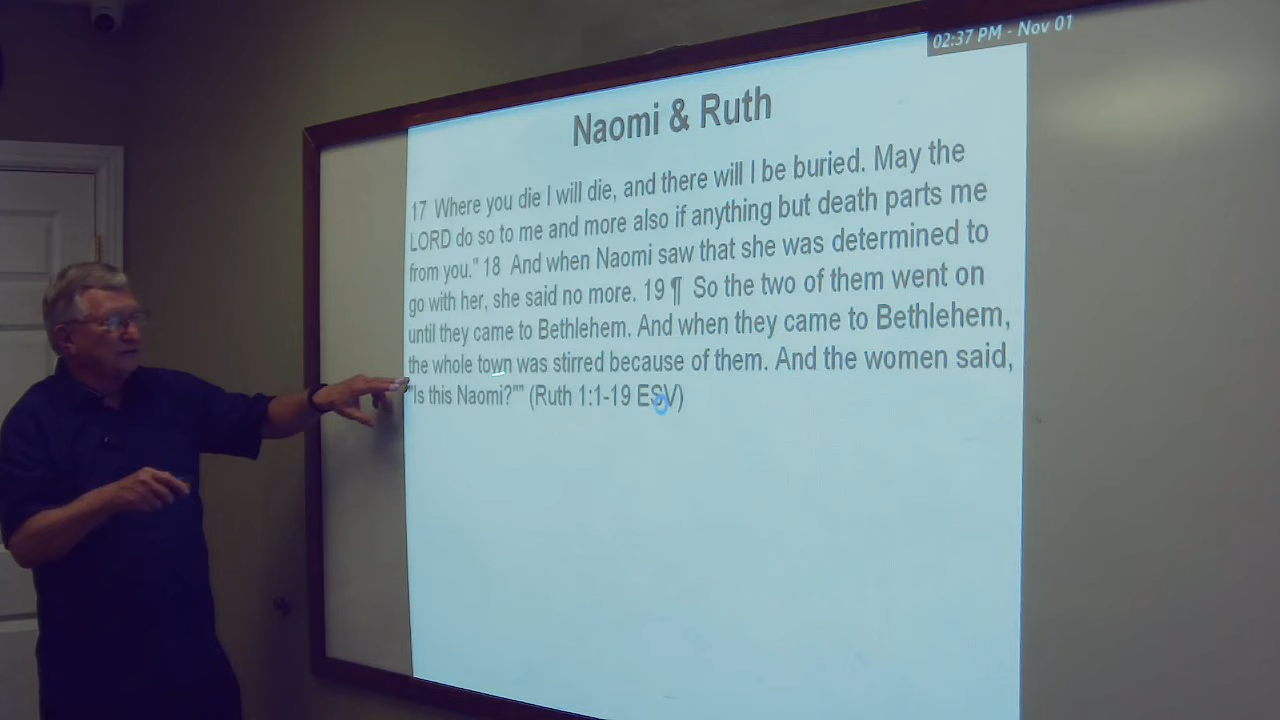 02:37 PM - Nov 01
Naomi & Ruth
17 Where you die I will die, and there will I be buried. May the
LORD do so to me and more also if anything but death parts me
from you." 18 And when Naomi saw that she was determined to
go with her, she said no more. 19 ¶ So the two of them went on
until they came to Bethlehem. And when they came to Bethlehem,
the whole town was stirred because of them. And the women said,
"Is this Naomi?"" (Ruth 1:1-19 ESV)